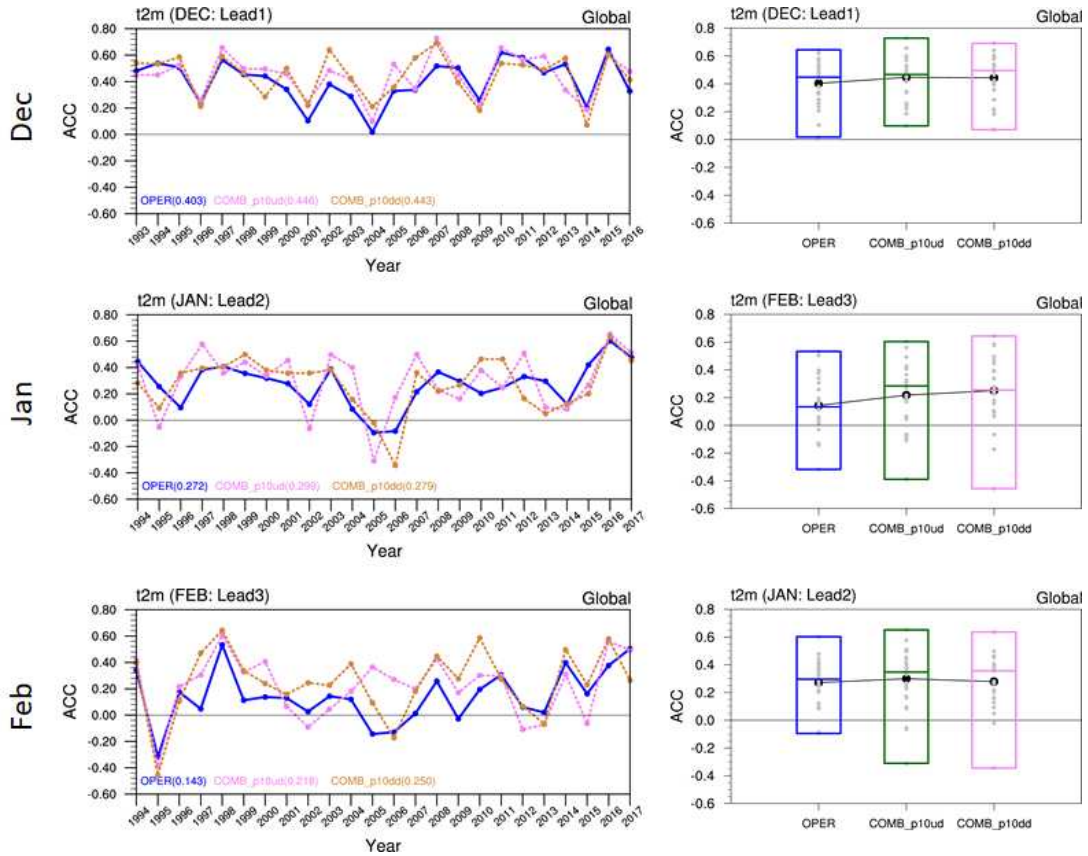 Dec
t2m (DEC: Lead1) Global
ACC
0.80
0.60
0.40
0.20
0.00
-0.20
-0.40
-0.60
OPER(0.403) COMB_p10ud(0.446) COMB_p10dd(0.443)
1993 1994 1995 1996 1997 1998 1999 2000 2001 2002 2003 2004 2005 2006 2007 2008 2009 2010 2011 2012 2013 2014 2015 2016
Year
t2m (DEC: Lead1) Global
ACC
0.8
0.6
0.4
0.2
0.0
-0.2
-0.4
-0.6
OPER COMB_p10ud COMB_p10dd
Jan
t2m (JAN: Lead2) Global
ACC
0.80
0.60
0.40
0.20
0.00
-0.20
-0.40
-0.60
OPER(0.272) COMB_p10ud(0.299) COMB_p10dd(0.279)
1994 1995 1996 1997 1998 1999 2000 2001 2002 2003 2004 2005 2006 2007 2008 2009 2010 2011 2012 2013 2014 2015 2016 2017
Year
t2m (FEB: Lead3) Global
ACC
0.8
0.6
0.4
0.2
0.0
-0.2
-0.4
-0.6
OPER COMB_p10ud COMB_p10dd
Feb
t2m (FEB: Lead3) Global
ACC
0.80
0.60
0.40
0.20
0.00
-0.20
-0.40
-0.60
OPER(0.143) COMB_p10ud(0.218) COMB_p10dd(0.250)
1994 1995 1996 1997 1998 1999 2000 2001 2002 2003 2004 2005 2006 2007 2008 2009 2010 2011 2012 2013 2014 2015 2016 2017
Year
t2m (JAN: Lead2) Global
ACC
0.8
0.6
0.4
0.2
0.0
-0.2
-0.4
-0.6
OPER COMB_p10ud COMB_p10dd